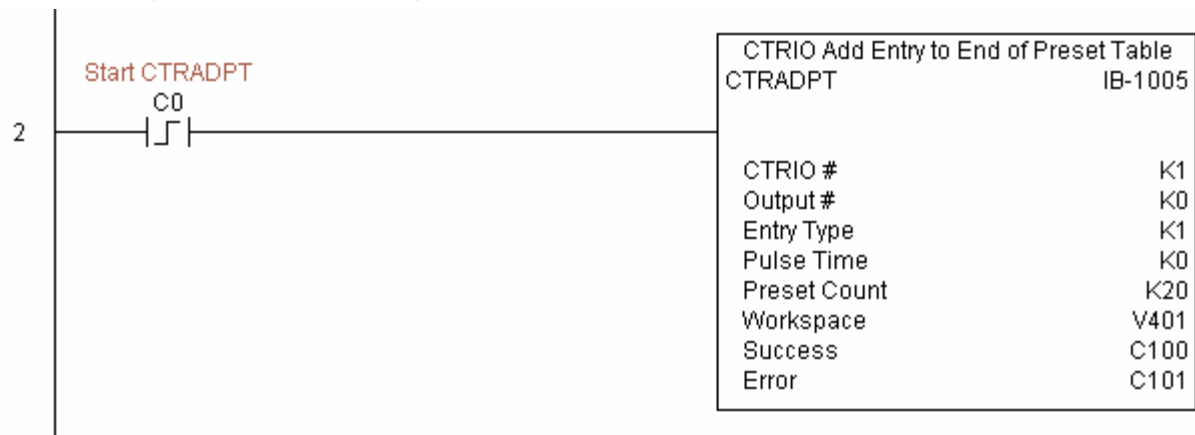 CTRIO Add Entry to End of Preset Table
CTRADPT IB-1005
Start CTRADPT
C0
2
CTRIO # K1
Output # K0
Entry Type K1
Pulse Time K0
Preset Count K20
Workspace V401
Success C100
Error C101